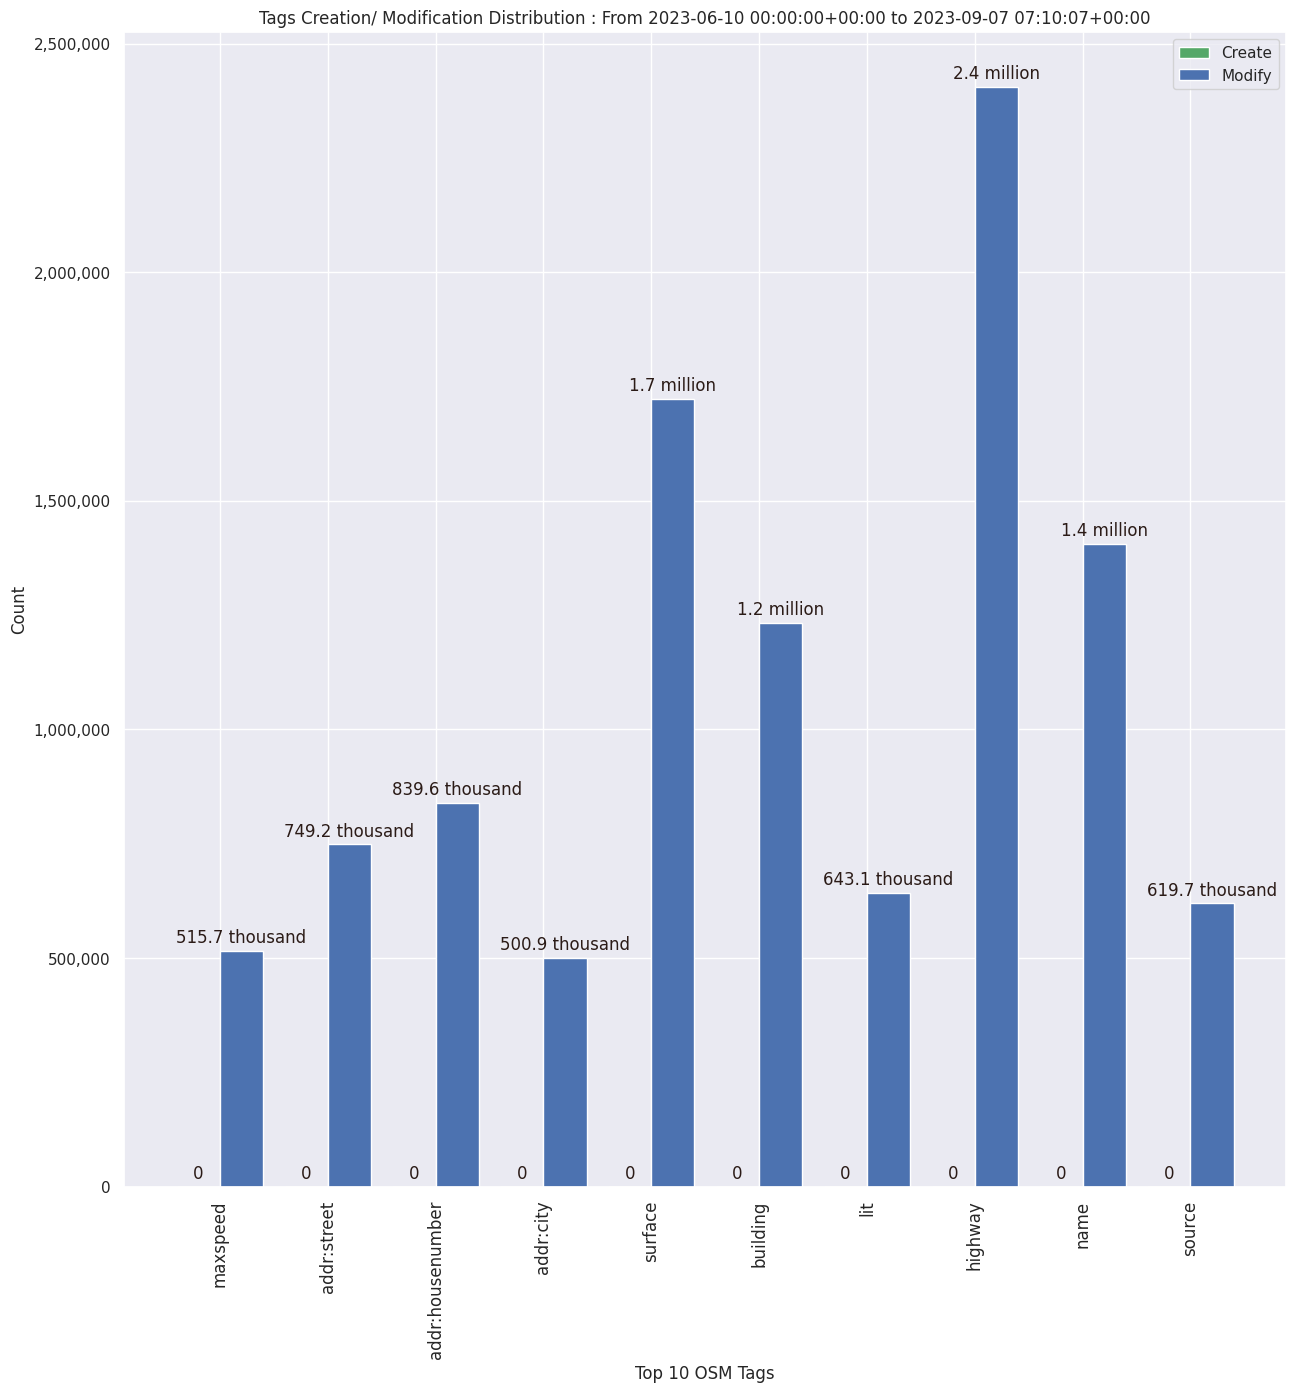 Tags Creation/ Modification Distribution : From 2023-06-10 00:00:00+00:00 to 2023-09-07 07:10:07+00:00
Create
Modify
2,500,000
2,000,000
1,500,000
1,000,000
500,000
0
Count
515.7 thousand
749.2 thousand
839.6 thousand
500.9 thousand
1.7 million
1.2 million
643.1 thousand
2.4 million
1.4 million
619.7 thousand
0
0
0
0
0
0
0
0
0
0
maxspeed
addr:street
addr:housenumber
addr:city
surface
building
lit
highway
name
source
Top 10 OSM Tags